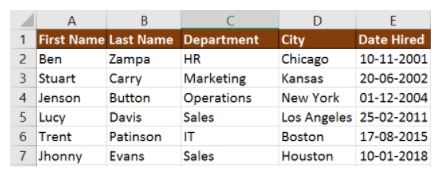 A B C D E
1 First Name Last Name Department City Date Hired
2 Ben Zampa HR Chicago 10-11-2001
3 Stuart Carry Marketing Kansas 20-06-2002
4 Jenson Button Operations New York 01-12-2004
5 Lucy Davis Sales Los Angeles 25-02-2011
6 Trent Patinson IT Boston 17-08-2015
7 Jhonny Evans Sales Houston 10-01-2018